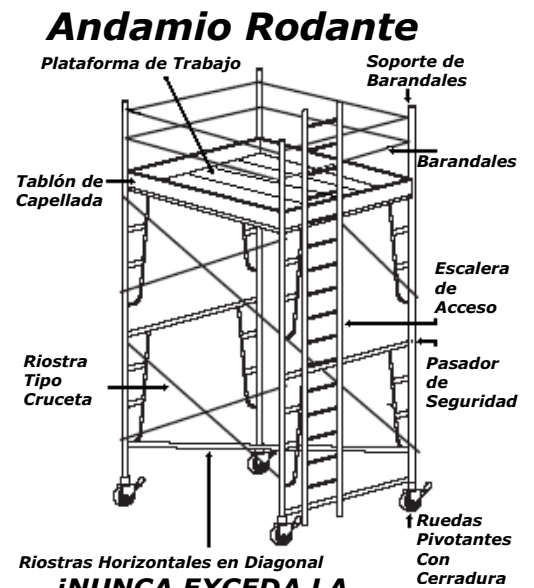 Andamio Rodante
Plataforma de Trabajo
Soporte de
Barandales
Barandales
Tablón de
Capellada
Escalera
de
Acceso
Riostra
Tipo
Cruceta
Pasador
de
Seguridad
Ruedas
Pivotantes
Con
Cerradura
Riostras Horizontales en Diagonal
¡NUNCA EXCEDA LA